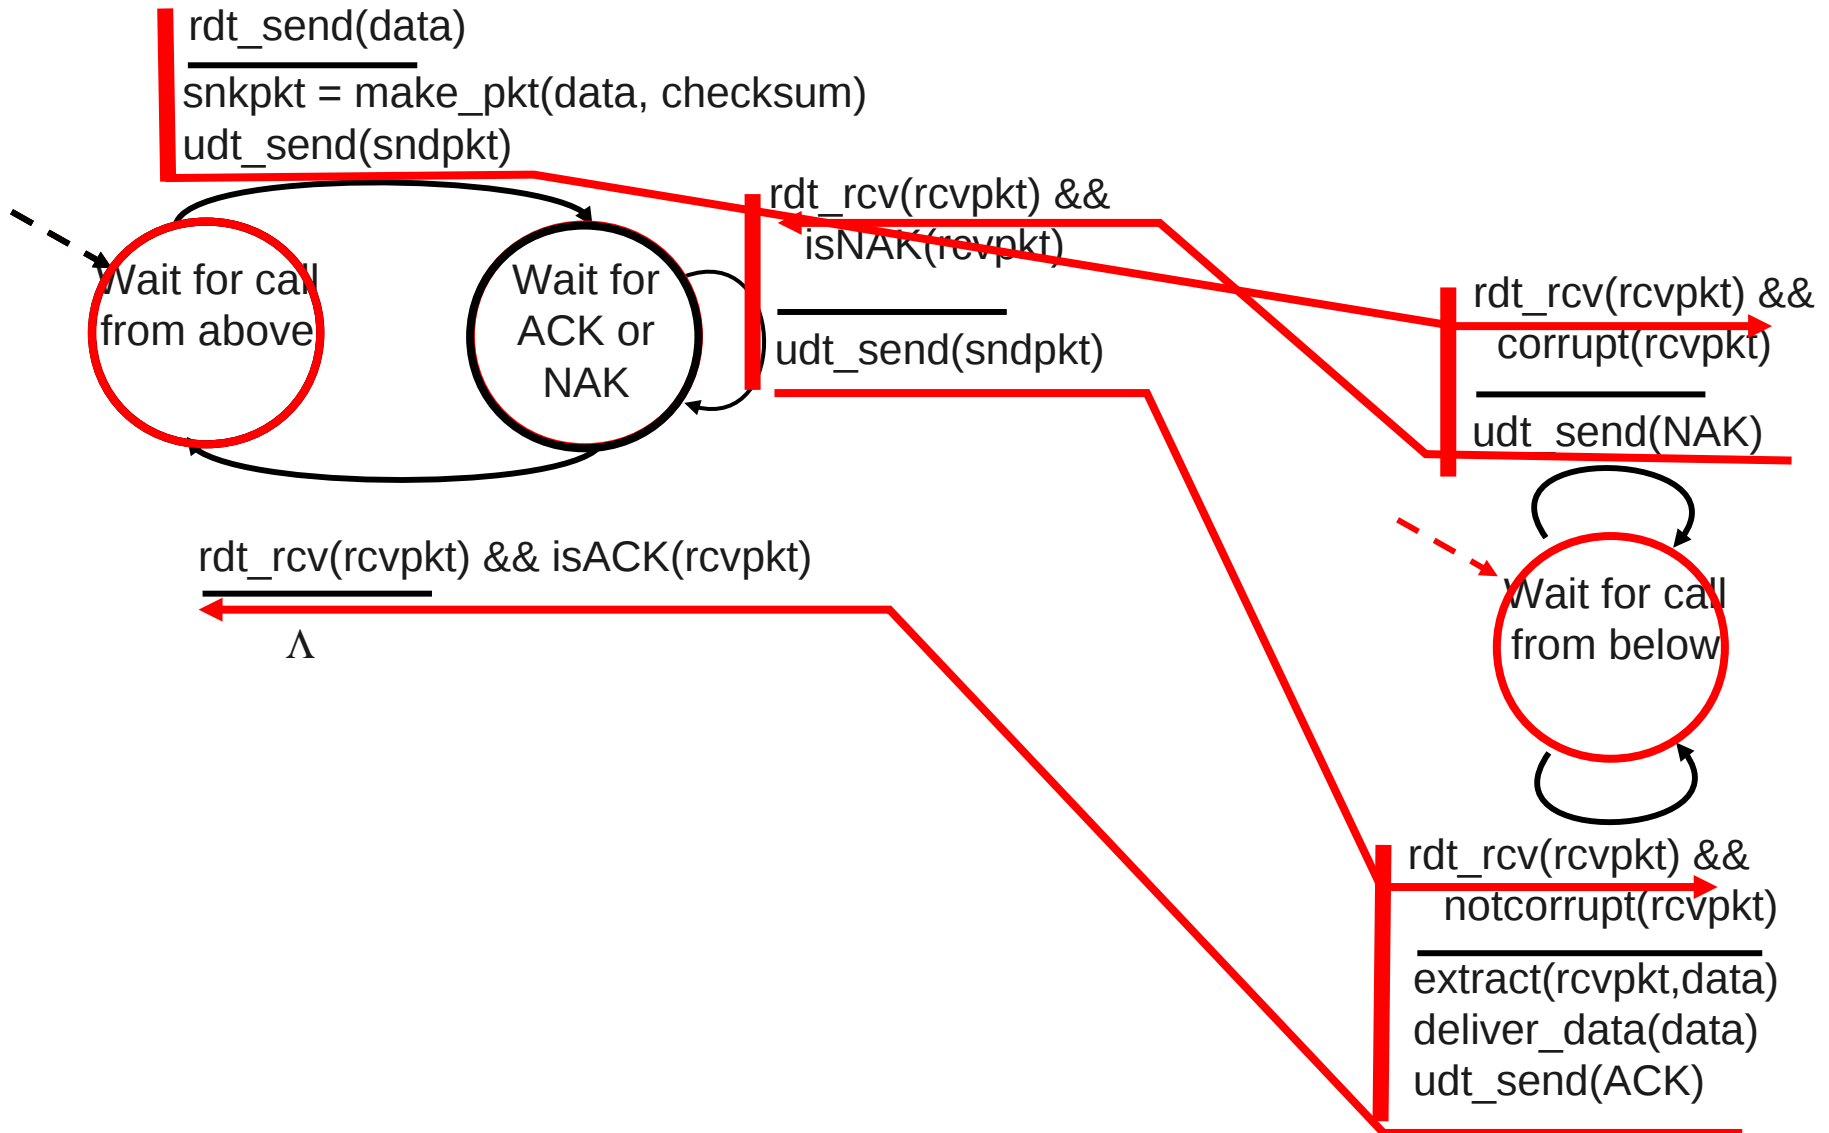 rdt_send(data)
snkpkt = make_pkt(data, checksum)
udt_send(sndpkt)
rdt_rcv(rcvpkt) &&
isNAK(rcvpkt)
udt_send(sndpkt)
Wait for call
from above
Wait for
ACK or
NAK
rdt_rcv(rcvpkt) &&
corrupt(rcvpkt)
udt_send(NAK)
rdt_rcv(rcvpkt) && isACK(rcvpkt)
Λ
Wait for call
from below
rdt_rcv(rcvpkt) &&
notcorrupt(rcvpkt)
extract(rcvpkt,data)
deliver_data(data)
udt_send(ACK)